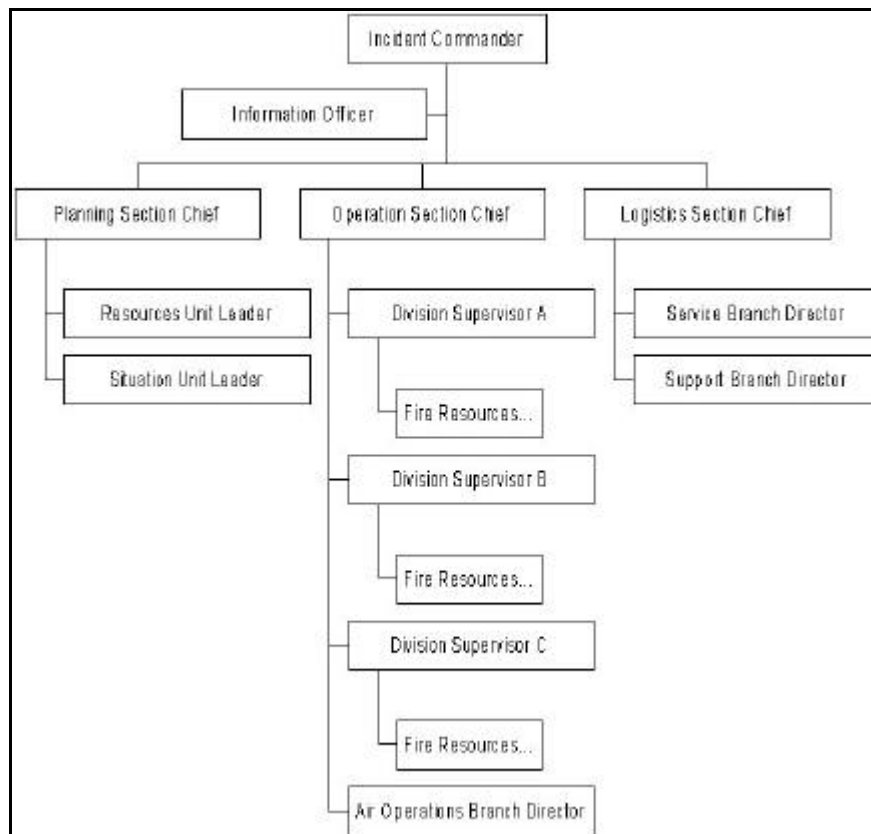 Incident Commander
Information Officer
Planning Section Chief
Operation Section Chief
Logistics Section Chief
Resources Unit Leader
Division Supervisor A
Service Branch Director
Situation Unit Leader
Support Branch Director
Fire Resources...
Division Supervisor B
Fire Resources...
Division Supervisor C
Fire Resources...
Air Operations Branch Director